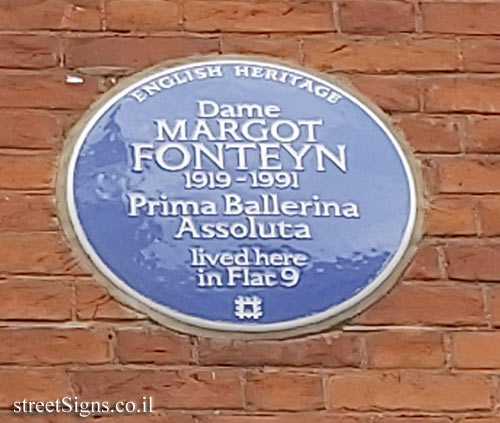 ENGLISH HERITAGE
Dame
MARGOT
FONTEYN
1919-1991
Prima Ballerina
Assoluta
lived here
in Flat 9
streetSigns.co.il